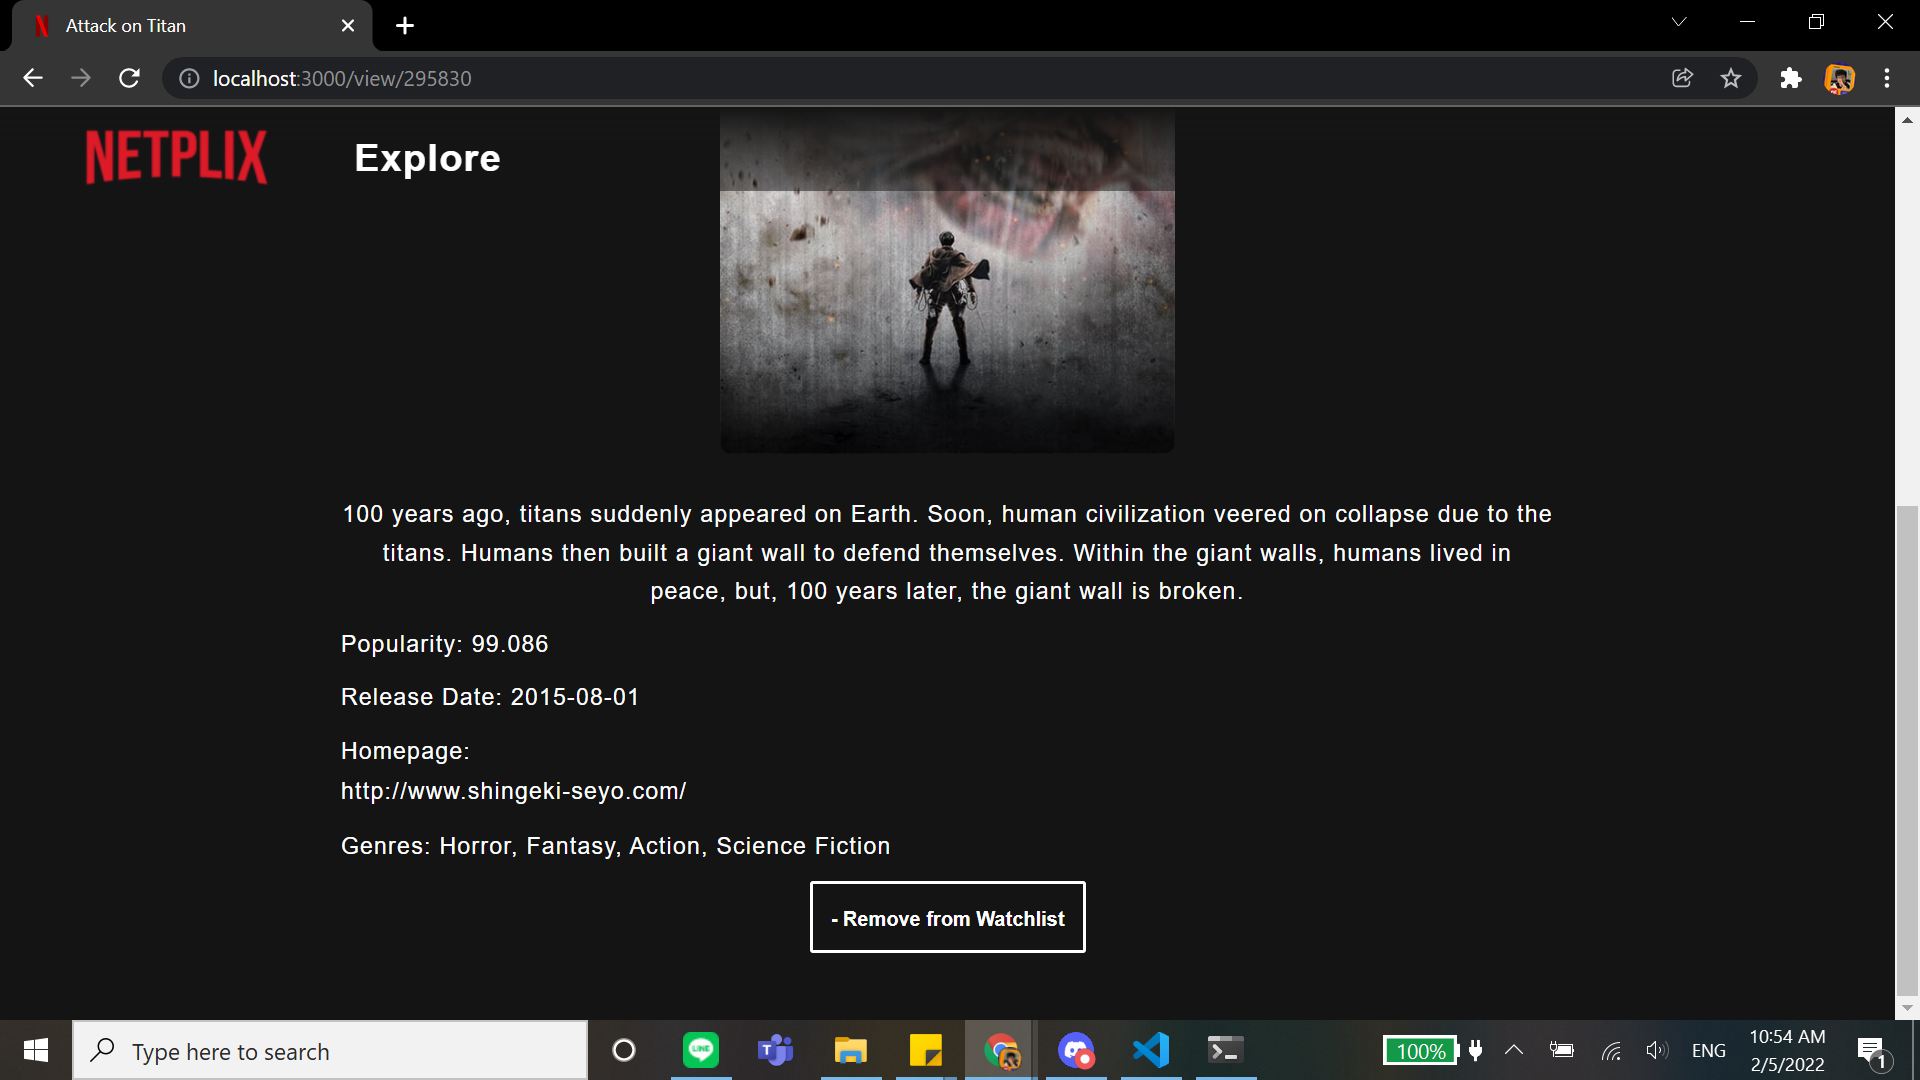 Attack on Titan
localhost:3000/view/295830
NETPLIX
Explore
100 years ago, titans suddenly appeared on Earth. Soon, human civilization veered on collapse due to the
titans. Humans then built a giant wall to defend themselves. Within the giant walls, humans lived in
peace, but, 100 years later, the giant wall is broken.
Popularity: 99.086
Release Date: 2015-08-01
Homepage:
http://www.shingeki-seyo.com/
Genres: Horror, Fantasy, Action, Science Fiction
- Remove from Watchlist
Type here to search
LINE
T
100%
ENG
10:54 AM
2/5/2022
1